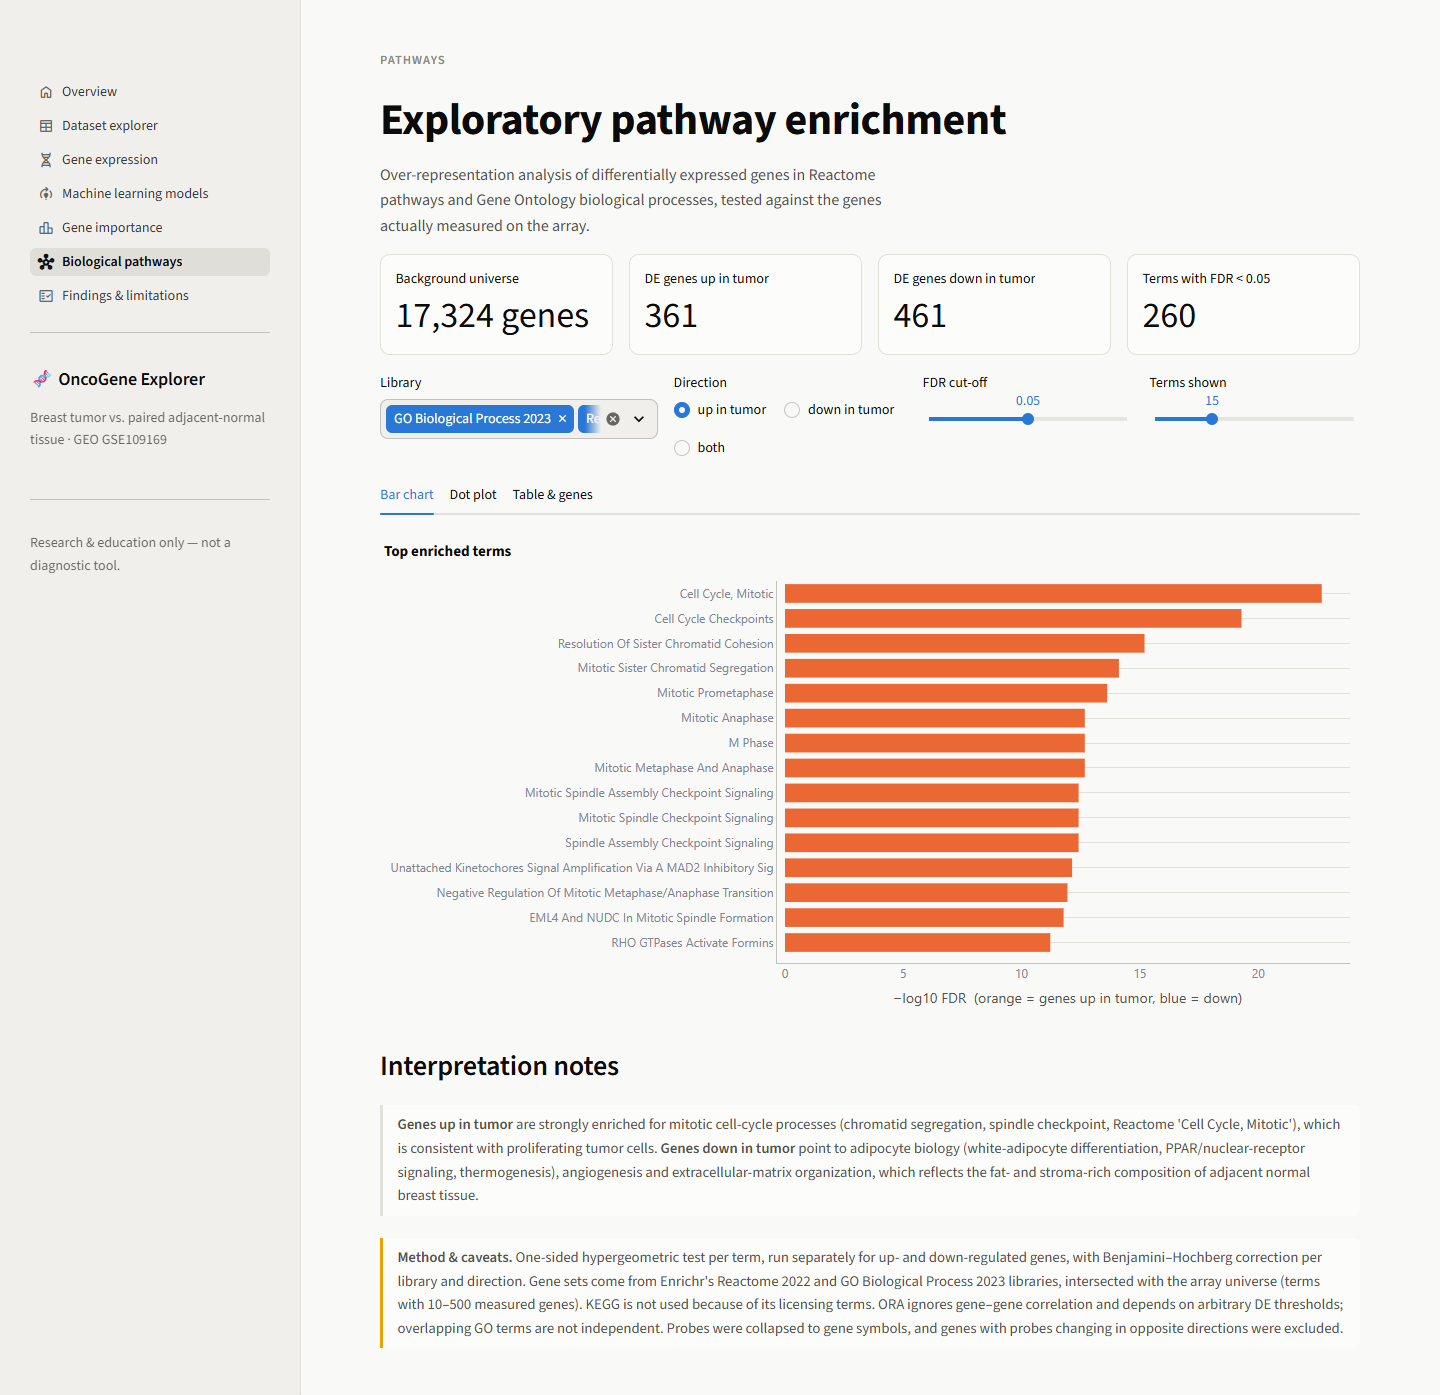 Overview
Dataset explorer
Gene expression
Machine learning models
Gene importance
Biological pathways
Findings & limitations
OncoGene Explorer
Breast tumor vs. paired adjacent-normal
tissue · GEO GSE109169
Research & education only — not a
diagnostic tool.
PATHWAYS
Exploratory pathway enrichment
Over-representation analysis of differentially expressed genes in Reactome
pathways and Gene Ontology biological processes, tested against the genes
actually measured on the array.
Background universe
17,324 genes
DE genes up in tumor
361
DE genes down in tumor
461
Terms with FDR < 0.05
260
Library
GO Biological Process 2023
Direction
up in tumor
down in tumor
both
FDR cut-off
0.05
Terms shown
15
Bar chart
Dot plot
Table & genes
Top enriched terms
Cell Cycle, Mitotic
Cell Cycle Checkpoints
Resolution Of Sister Chromatid Cohesion
Mitotic Sister Chromatid Segregation
Mitotic Prometaphase
Mitotic Anaphase
M Phase
Mitotic Metaphase And Anaphase
Mitotic Spindle Assembly Checkpoint Signaling
Mitotic Spindle Checkpoint Signaling
Spindle Assembly Checkpoint Signaling
Unattached Kinetochores Signal Amplification Via A MAD2 Inhibitory Sig
Negative Regulation Of Mitotic Metaphase/Anaphase Transition
EML4 And NUDC In Mitotic Spindle Formation
RHO GTPases Activate Formins
0 5 10 15 20
−log10 FDR (orange = genes up in tumor, blue = down)
Interpretation notes
Genes up in tumor are strongly enriched for mitotic cell-cycle processes (chromatid segregation, spindle checkpoint, Reactome 'Cell Cycle, Mitotic'), which
is consistent with proliferating tumor cells. Genes down in tumor point to adipocyte biology (white-adipocyte differentiation, PPAR/nuclear-receptor
signaling, thermogenesis), angiogenesis and extracellular-matrix organization, which reflects the fat- and stroma-rich composition of adjacent normal
breast tissue.
Method & caveats. One-sided hypergeometric test per term, run separately for up- and down-regulated genes, with Benjamini–Hochberg correction per
library and direction. Gene sets come from Enrichr's Reactome 2022 and GO Biological Process 2023 libraries, intersected with the array universe (terms
with 10–500 measured genes). KEGG is not used because of its licensing terms. ORA ignores gene–gene correlation and depends on arbitrary DE thresholds;
overlapping GO terms are not independent. Probes were collapsed to gene symbols, and genes with probes changing in opposite directions were excluded.